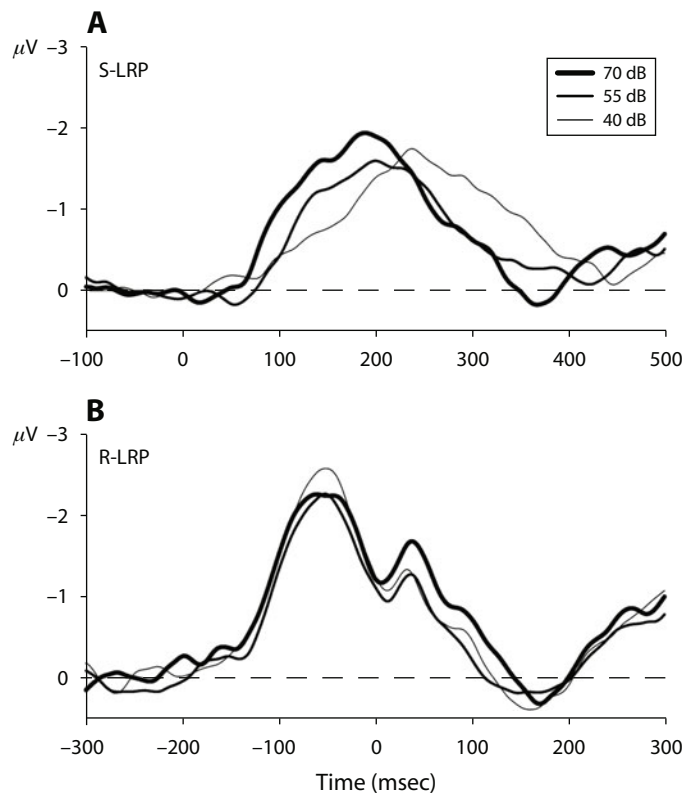 A
μV
–3
S-LRP
70 dB
55 dB
40 dB
–2
–1
0
–100 0 100 200 300 400 500
B
μV
–3
R-LRP
–2
–1
0
–300 –200 –100 0 100 200 300
Time (msec)